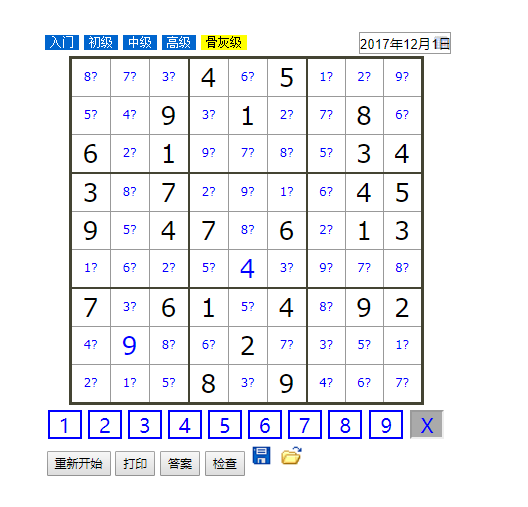 入门 初级 中级 高级 骨灰级 2017年12月1日
8? 7? 3? 4 6? 5 1? 2? 9?
5? 4? 9 3? 1 2? 7? 8 6?
6 2? 1 9? 7? 8? 5? 3 4
3 8? 7 2? 9? 1? 6? 4 5
9 5? 4 7 8? 6 2? 1 3
1? 6? 2? 5? 4 3? 9? 7? 8?
7 3? 6 1 5? 4 8? 9 2
4? 9 8? 6? 2 7? 3? 5? 1?
2? 1? 5? 8 3? 9 4? 6? 7?
1 2 3 4 5 6 7 8 9 X
重新开始 打印 答案 检查